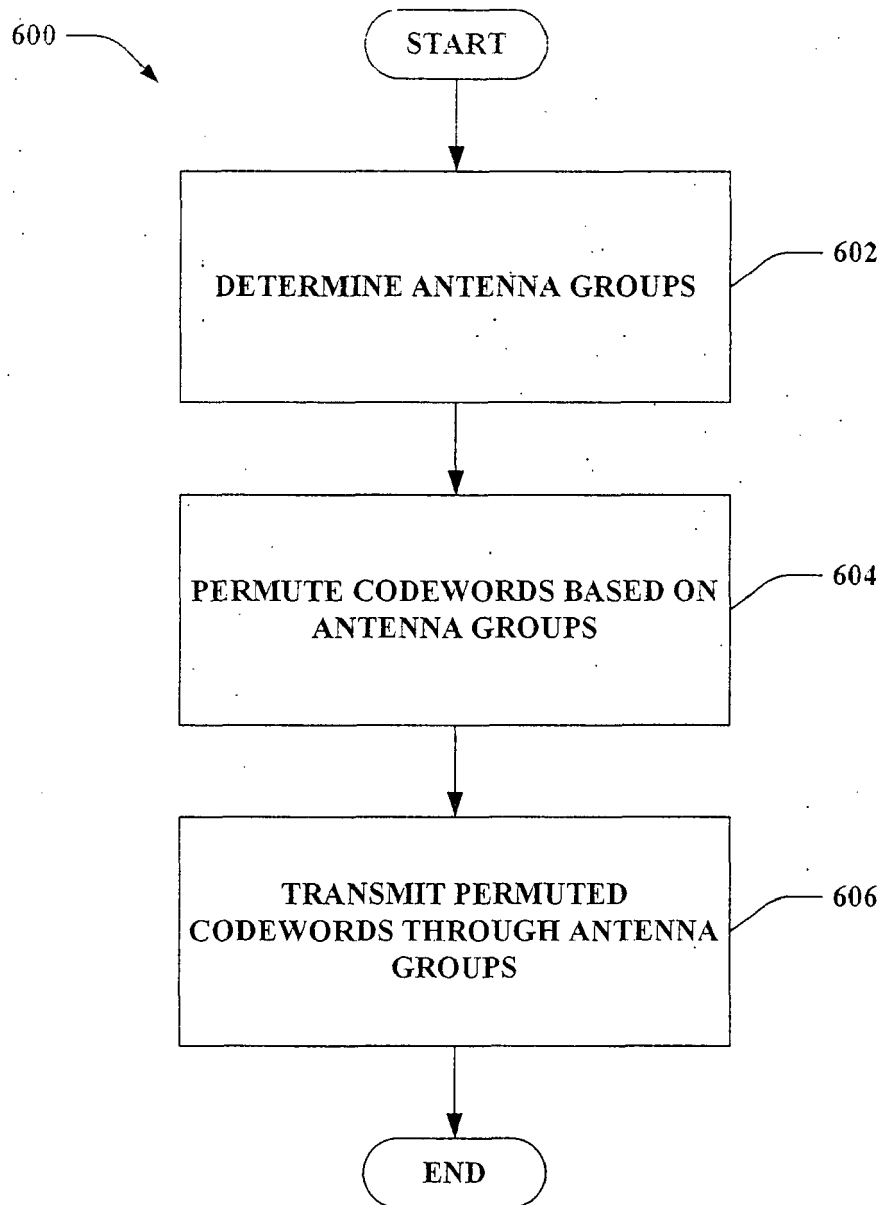 600
START
602
DETERMINE ANTENNA GROUPS
604
PERMUTE CODEWORDS BASED ON
ANTENNA GROUPS
606
TRANSMIT PERMUTED
CODEWORDS THROUGH ANTENNA
GROUPS
END